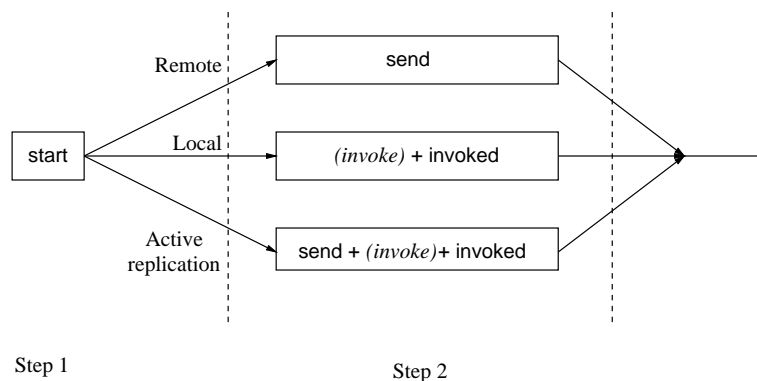 Remote
send
start
Local
(invoke) + invoked
Active
replication
send + (invoke)+ invoked
Step 1
Step 2